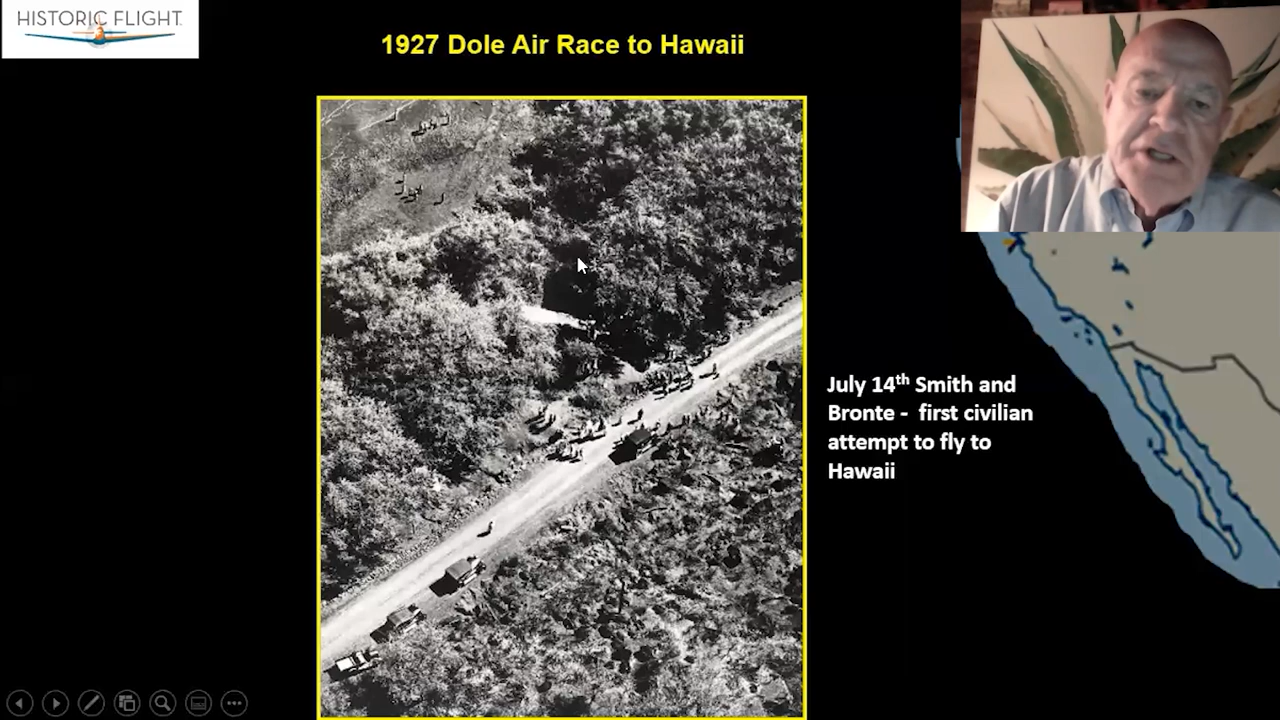 HISTORIC FLIGHT
1927 Dole Air Race to Hawaii
July 14th Smith and
Bronte - first civilian
attempt to fly to
Hawaii